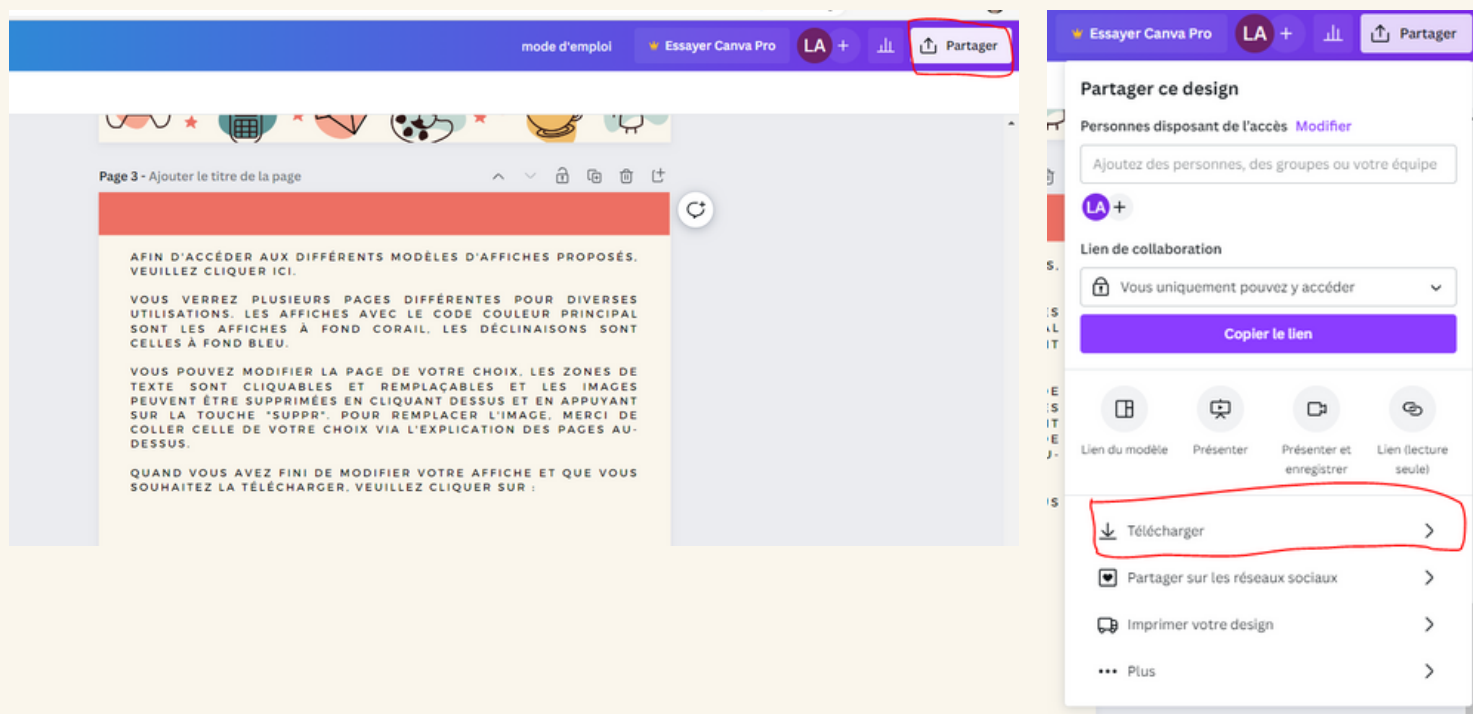 mode d'emploi
Essayer Canva Pro
LA +
Partager
Page 3 - Ajouter le titre de la page
AFIN D'ACCÉDER AUX DIFFÉRENTS MODÈLES D'AFFICHES PROPOSÉS,
VEUILLEZ CLIQUER ICI.
VOUS VERREZ PLUSIEURS PAGES DIFFÉRENTES POUR DIVERSES
UTILISATIONS. LES AFFICHES AVEC LE CODE COULEUR PRINCIPAL
SONT LES AFFICHES À FOND CORAIL, LES DÉCLINAISONS SONT
CELLES À FOND BLEU.
VOUS POUVEZ MODIFIER LA PAGE DE VOTRE CHOIX, LES ZONES DE
TEXTE SONT CLIQUABLES ET REMPLAÇABLES ET LES IMAGES
PEUVENT ÊTRE SUPPRIMÉES EN CLIQUANT DESSUS ET EN APPUYANT
SUR LA TOUCHE "SUPPR". POUR REMPLACER L'IMAGE, MERCI DE
COLLER CELLE DE VOTRE CHOIX VIA L'EXPLICATION DES PAGES AU-
DESSUS.
QUAND VOUS AVEZ FINI DE MODIFIER VOTRE AFFICHE ET QUE VOUS
SOUHAITEZ LA TÉLÉCHARGER, VEUILLEZ CLIQUER SUR :
Essayer Canva Pro
LA +
Partager
Partager ce design
Personnes disposant de l'accès Modifier
Ajoutez des personnes, des groupes ou votre équipe
LA +
Lien de collaboration
Vous uniquement pouvez y accéder
Copier le lien
Lien du modèle
Présenter
Présenter et
enregistrer
Lien (lecture
seule)
Télécharger
Partager sur les réseaux sociaux
Imprimer votre design
Plus